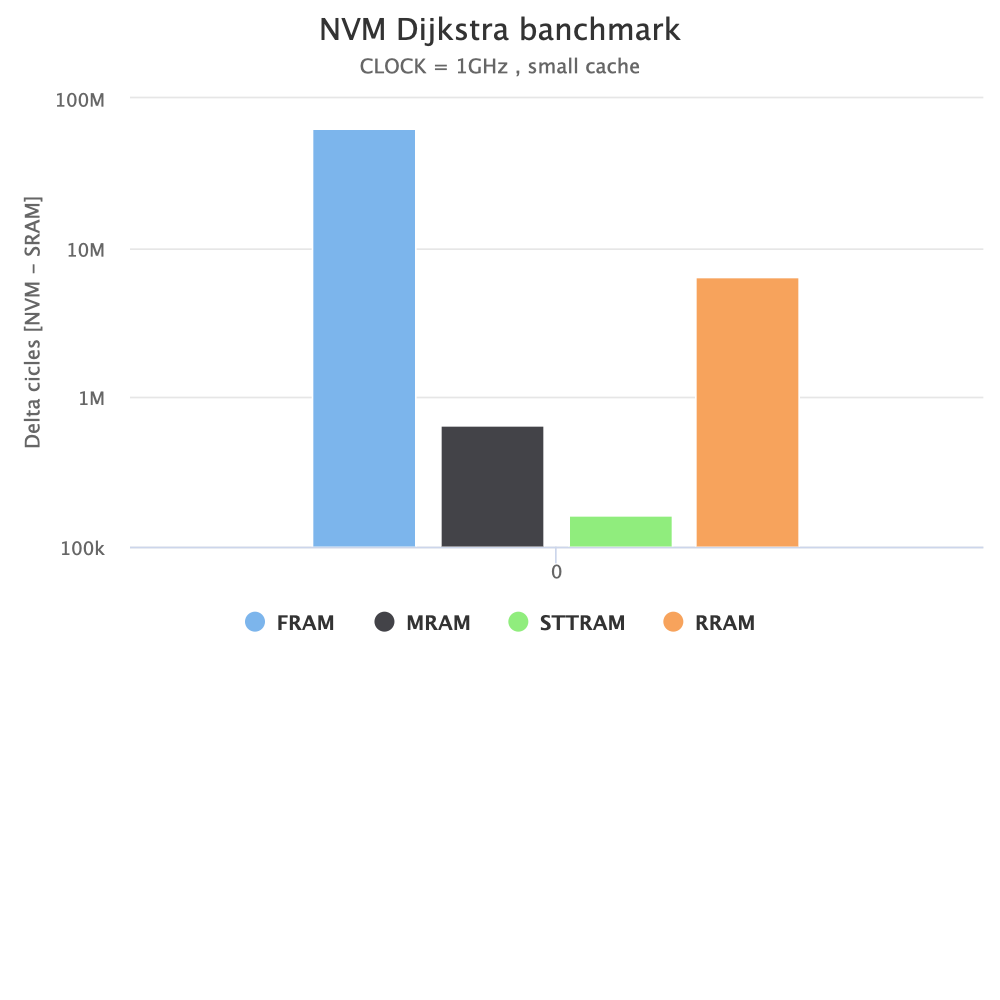 NVM Dijkstra banchmark
CLOCK = 1GHz , small cache
Delta cicles [NVM – SRAM]
100M
10M
1M
100k
0
FRAM MRAM STTRAM RRAM